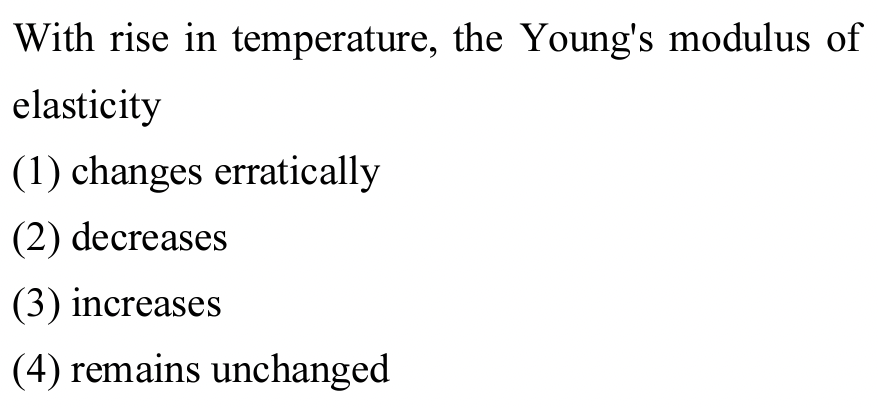 With rise in temperature, the Young's modulus of
elasticity
(1) changes erratically
(2) decreases
(3) increases
(4) remains unchanged